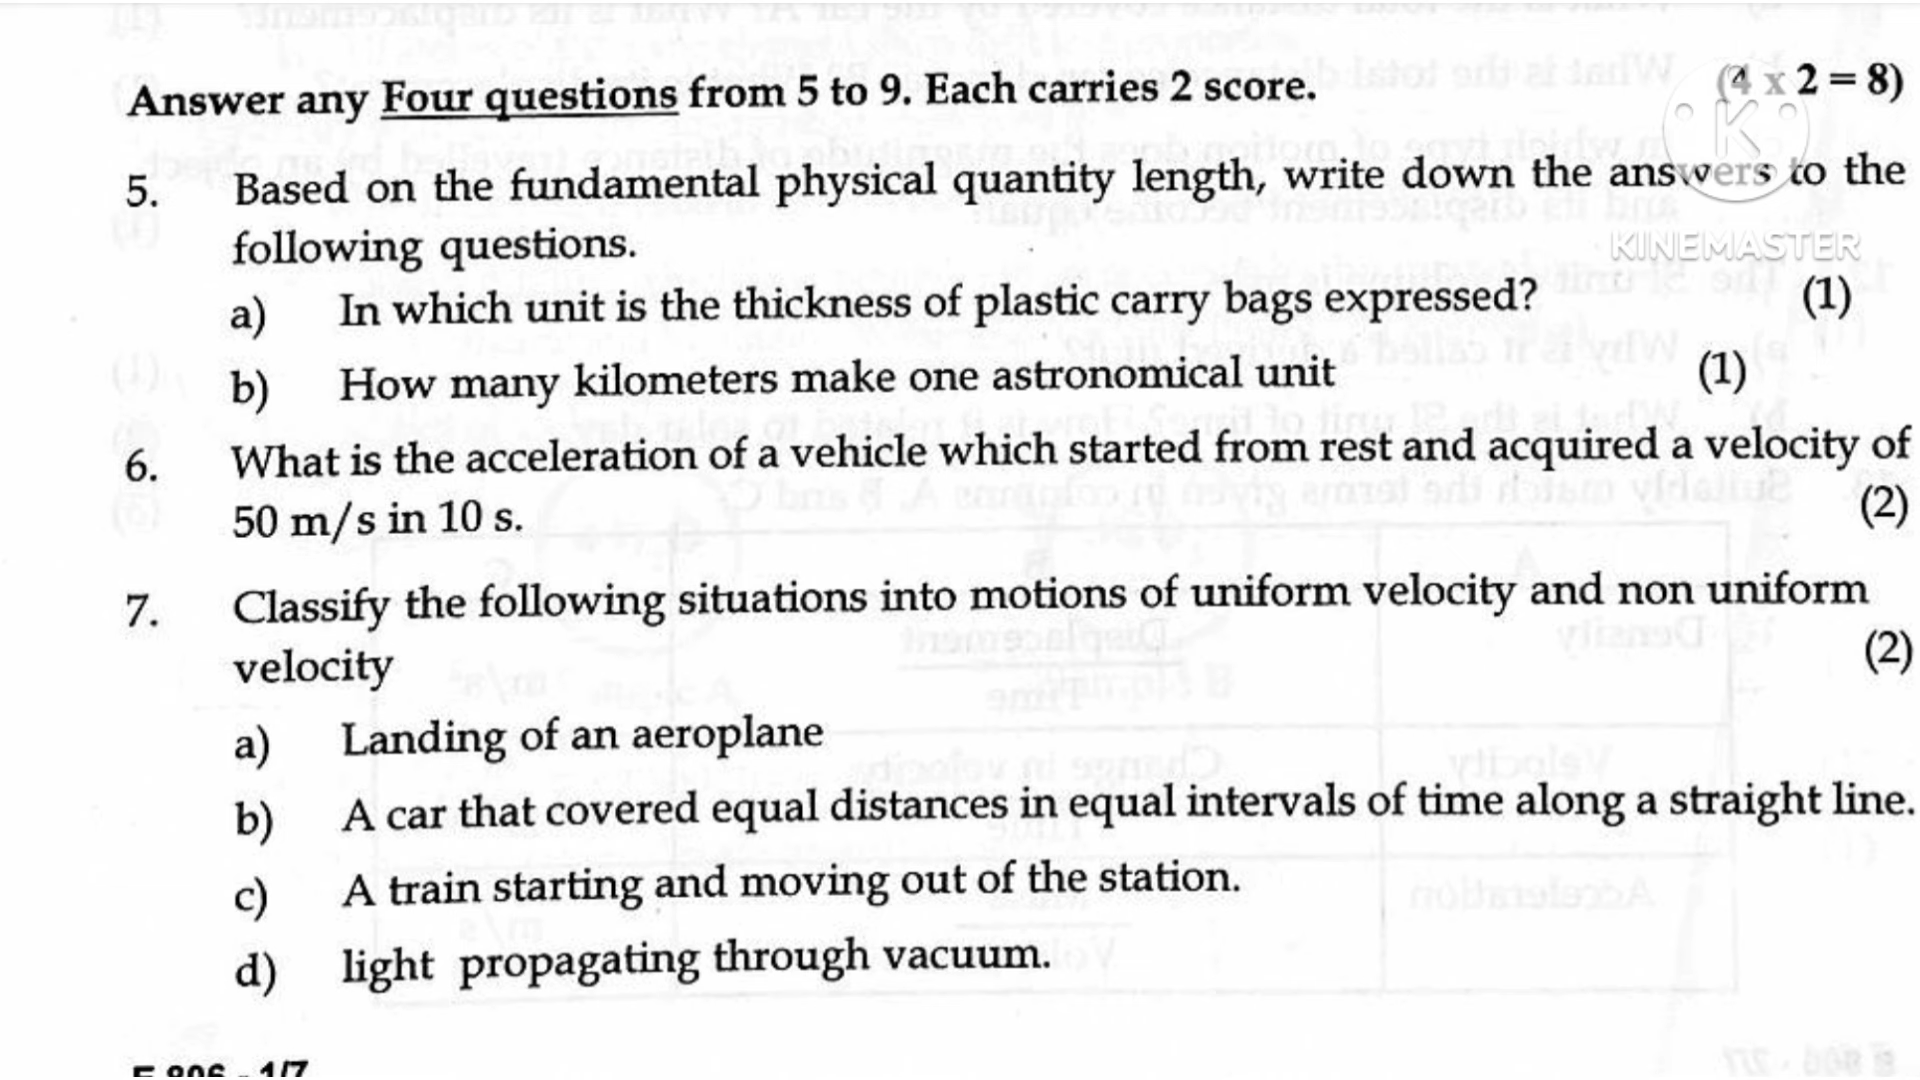 Answer any Four questions from 5 to 9. Each carries 2 score. (4 x 2 = 8)
5. Based on the fundamental physical quantity length, write down the answers to the
following questions.
KINEMASTER
a) In which unit is the thickness of plastic carry bags expressed? (1)
b) How many kilometers make one astronomical unit (1)
6. What is the acceleration of a vehicle which started from rest and acquired a velocity of
50 m/s in 10 s. (2)
7. Classify the following situations into motions of uniform velocity and non uniform
velocity (2)
a) Landing of an aeroplane
b) A car that covered equal distances in equal intervals of time along a straight line.
c) A train starting and moving out of the station.
d) light propagating through vacuum.